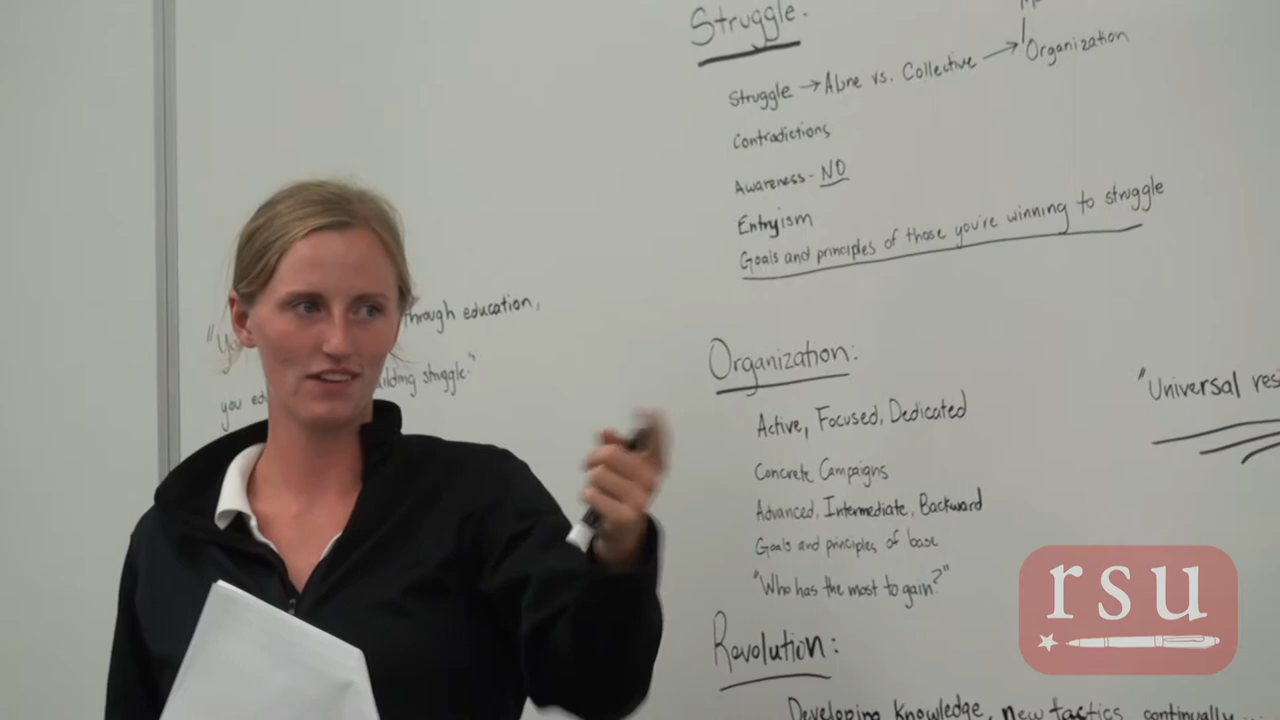 Struggle.
Struggle → Alone vs. Collective → Organization
Contradictions
Awareness - NO
Entryism
Goals and principles of those you're winning to struggle
through education,
you
struggle."
Organization:
Active, Focused, Dedicated
"Universal
Concrete Campaigns
Advanced, Intermediate, Backward
Goals and principles of base
"Who has the most to gain?"
Revolution:
Developing Knowledge, new tactics, continually
rsu